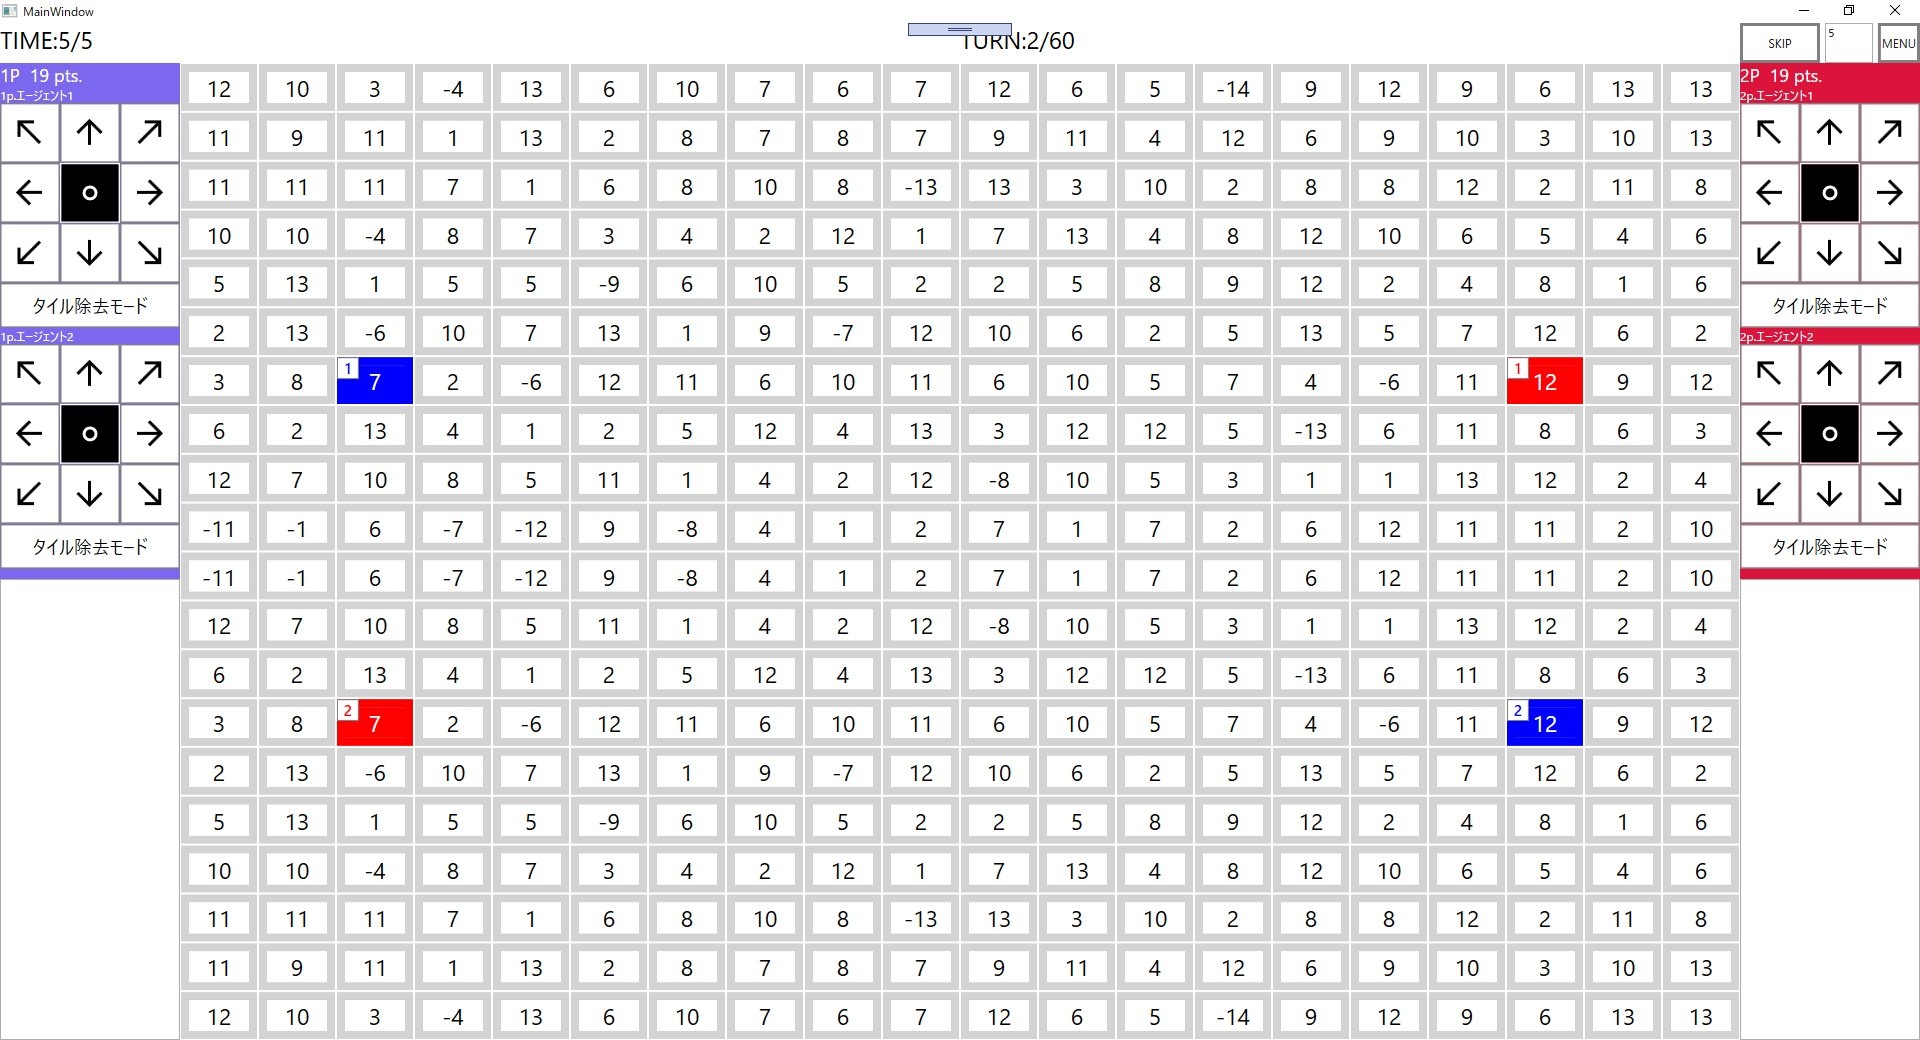 MainWindow
TIME:5/5 TURN:2/60 SKIP 5 MENU
1P 19 pts.
1p.エージェント1
タイル除去モード
1p.エージェント2
タイル除去モード
12 10 3 -4 13 6 10 7 6 7 12 6 5 -14 9 12 9 6 13 13
11 9 11 1 13 2 8 7 8 7 9 11 4 12 6 9 10 3 10 13
11 11 11 7 1 6 8 10 8 -13 13 3 10 2 8 8 12 2 11 8
10 10 -4 8 7 3 4 2 12 1 7 13 4 8 12 10 6 5 4 6
5 13 1 5 5 -9 6 10 5 2 2 5 8 9 12 2 4 8 1 6
2 13 -6 10 7 13 1 9 -7 12 10 6 2 5 13 5 7 12 6 2
3 8 1 7 2 -6 12 11 6 10 11 6 10 5 7 4 -6 11 1 12 9 12
6 2 13 4 1 2 5 12 4 13 3 12 12 5 -13 6 11 8 6 3
12 7 10 8 5 11 1 4 2 12 -8 10 5 3 1 1 13 12 2 4
-11 -1 6 -7 -12 9 -8 4 1 2 7 1 7 2 6 12 11 11 2 10
-11 -1 6 -7 -12 9 -8 4 1 2 7 1 7 2 6 12 11 11 2 10
12 7 10 8 5 11 1 4 2 12 -8 10 5 3 1 1 13 12 2 4
6 2 13 4 1 2 5 12 4 13 3 12 12 5 -13 6 11 8 6 3
3 8 2 7 2 -6 12 11 6 10 11 6 10 5 7 4 -6 11 2 12 9 12
2 13 -6 10 7 13 1 9 -7 12 10 6 2 5 13 5 7 12 6 2
5 13 1 5 5 -9 6 10 5 2 2 5 8 9 12 2 4 8 1 6
10 10 -4 8 7 3 4 2 12 1 7 13 4 8 12 10 6 5 4 6
11 11 11 7 1 6 8 10 8 -13 13 3 10 2 8 8 12 2 11 8
11 9 11 1 13 2 8 7 8 7 9 11 4 12 6 9 10 3 10 13
12 10 3 -4 13 6 10 7 6 7 12 6 5 -14 9 12 9 6 13 13
2P 19 pts.
2p.エージェント1
タイル除去モード
2p.エージェント2
タイル除去モード